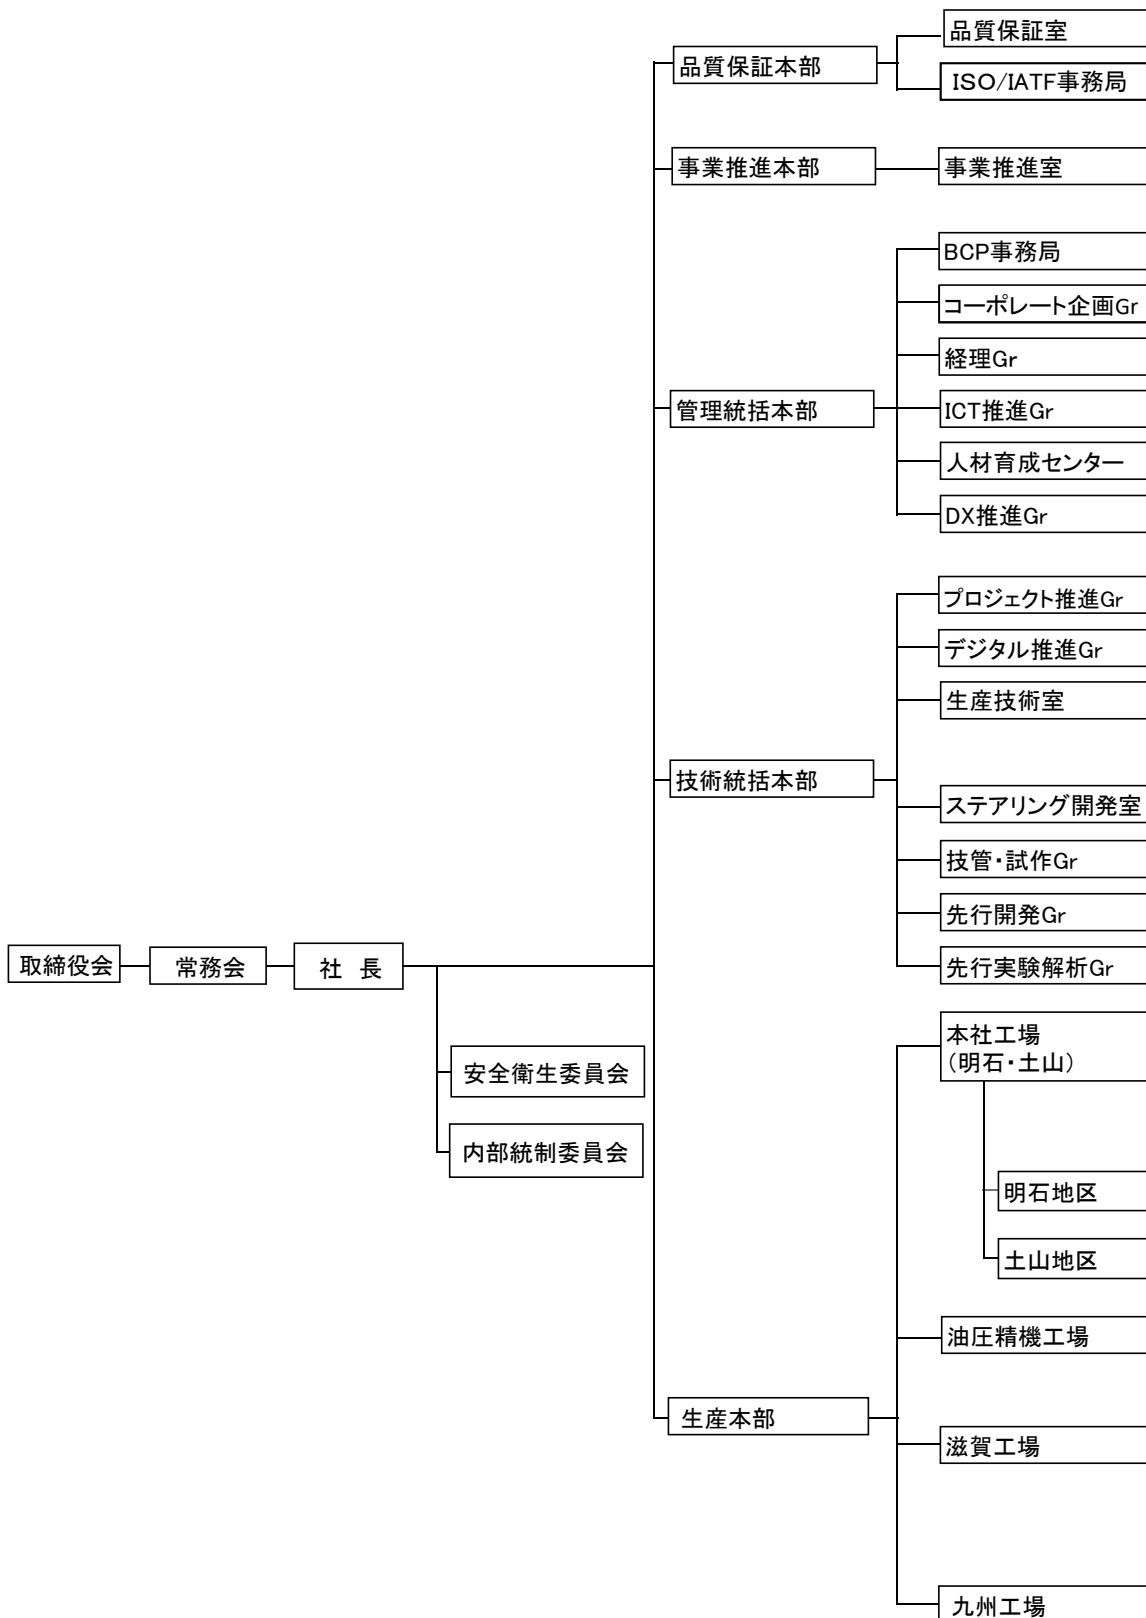 取締役会
常務会
社 長
安全衛生委員会
内部統制委員会
品質保証本部
品質保証室
ISO/IATF事務局
事業推進本部
事業推進室
管理統括本部
BCP事務局
コーポレート企画Gr
経理Gr
ICT推進Gr
人材育成センター
DX推進Gr
技術統括本部
プロジェクト推進Gr
デジタル推進Gr
生産技術室
ステアリング開発室
技管・試作Gr
先行開発Gr
先行実験解析Gr
生産本部
本社工場
(明石・土山)
明石地区
土山地区
油圧精機工場
滋賀工場
九州工場